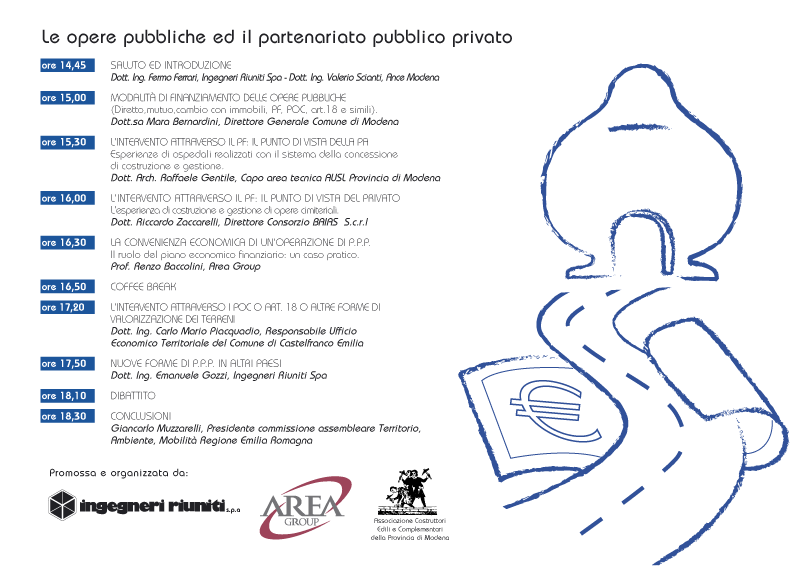 Le opere pubbliche ed il partenariato pubblico privato
ore 14,45 SALUTO ED INTRODUZIONE
Dott. Ing. Fermo Ferrari, Ingegneri Riuniti Spa - Dott. Ing. Valerio Scianti, Ance Modena
ore 15,00 MODALITÀ DI FINANZIAMENTO DELLE OPERE PUBBLICHE
(Diretto,mutuo,cambio con immobili, PF, POC, art.18 e simili).
Dott.sa Mara Bernardini, Direttore Generale Comune di Modena
ore 15,30 L'INTERVENTO ATTRAVERSO IL PF: IL PUNTO DI VISTA DELLA PA
Esperienze di ospedali realizzati con il sistema della concessione
di costruzione e gestione.
Dott. Arch. Raffaele Gentile, Capo area tecnica AUSL Provincia di Modena
ore 16,00 L'INTERVENTO ATTRAVERSO IL PF: IL PUNTO DI VISTA DEL PRIVATO
L'esperienza di costruzione e gestione di opere cimiteriali.
Dott. Riccardo Zaccarelli, Direttore Consorzio BAIAS S.c.r.l
ore 16,30 LA CONVENIENZA ECONOMICA DI UN'OPERAZIONE DI P.P.P.
Il ruolo del piano economico finanziario: un caso pratico.
Prof. Renzo Baccolini, Area Group
ore 16,50 COFFEE BREAK
ore 17,20 L'INTERVENTO ATTRAVERSO I POC O ART. 18 O ALTRE FORME DI
VALORIZZAZIONE DEI TERRENI
Dott. Ing. Carlo Mario Piacquadio, Responsabile Ufficio
Economico Territoriale del Comune di Castelfranco Emilia
ore 17,50 NUOVE FORME DI P.P.P. IN ALTRI PAESI
Dott. Ing. Emanuele Gozzi, Ingegneri Riuniti Spa
ore 18,10 DIBATTITO
ore 18,30 CONCLUSIONI
Giancarlo Muzzarelli, Presidente commissione assembleare Territorio,
Ambiente, Mobilità Regione Emilia Romagna
Promossa e organizzata da:
ingegneri riuniti s.p.a
AREA
GROUP
Associazione Costruttori
Edili e Complementari
della Provincia di Modena
€